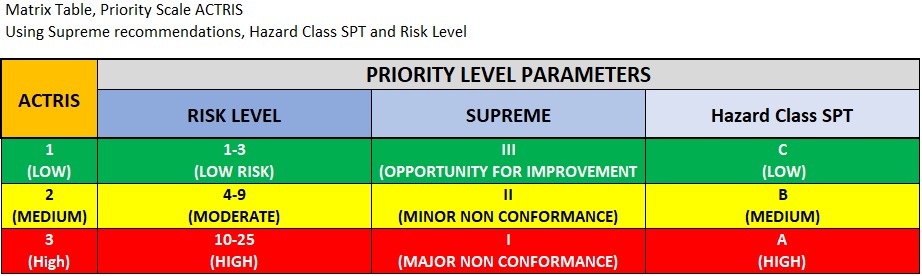 Matrix Table, Priority Scale ACTRIS
Using Supreme recommendations, Hazard Class SPT and Risk Level
ACTRIS
PRIORITY LEVEL PARAMETERS
RISK LEVEL
SUPREME
Hazard Class SPT
1
(LOW)
1-3
(LOW RISK)
III
(OPPORTUNITY FOR IMPROVEMENT
C
(LOW)
2
(MEDIUM)
4-9
(MODERATE)
II
(MINOR NON CONFORMANCE)
B
(MEDIUM)
3
(High)
10-25
(HIGH)
I
(MAJOR NON CONFORMANCE)
A
(HIGH)